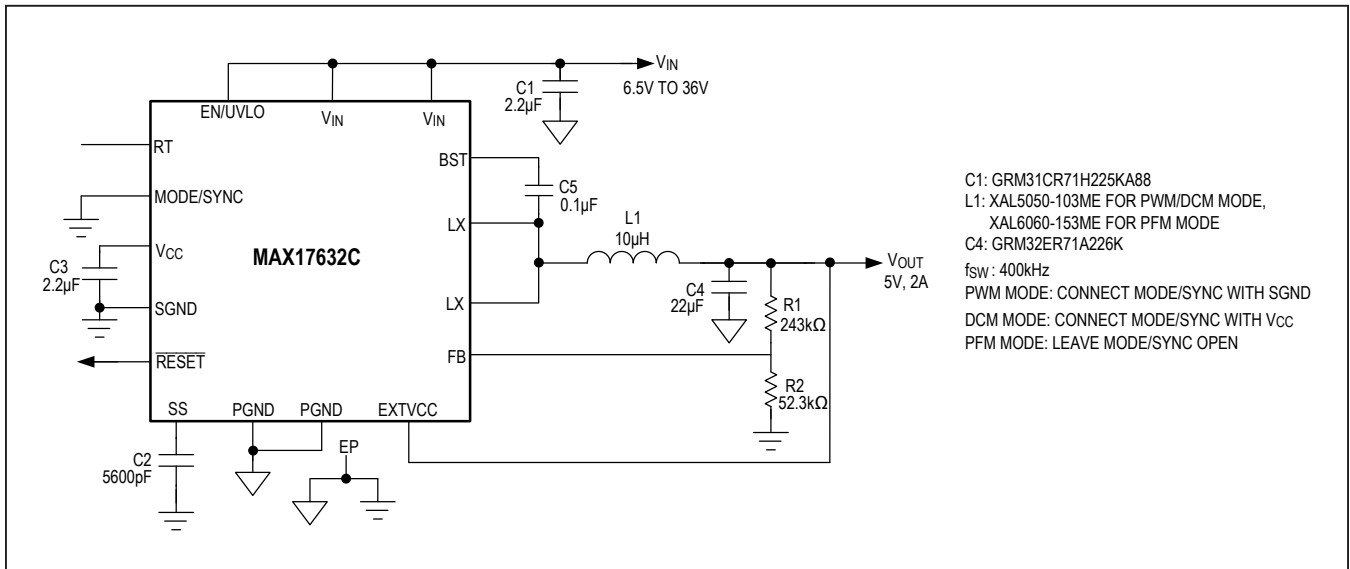 VIN
6.5V TO 36V
C1
2.2µF
EN/UVLO
VIN
VIN
RT
BST
MODE/SYNC
C5
0.1µF
LX
L1
10µH
VCC
MAX17632C
C3
2.2µF
VOUT
5V, 2A
C4
22µF
R1
243kΩ
SGND
LX
RESET
FB
R2
52.3kΩ
SS
PGND
PGND
EXTVCC
C2
5600pF
EP
C1: GRM31CR71H225KA88
L1: XAL5050-103ME FOR PWM/DCM MODE,
XAL6060-153ME FOR PFM MODE
C4: GRM32ER71A226K
fSW : 400kHz
PWM MODE: CONNECT MODE/SYNC WITH SGND
DCM MODE: CONNECT MODE/SYNC WITH VCC
PFM MODE: LEAVE MODE/SYNC OPEN